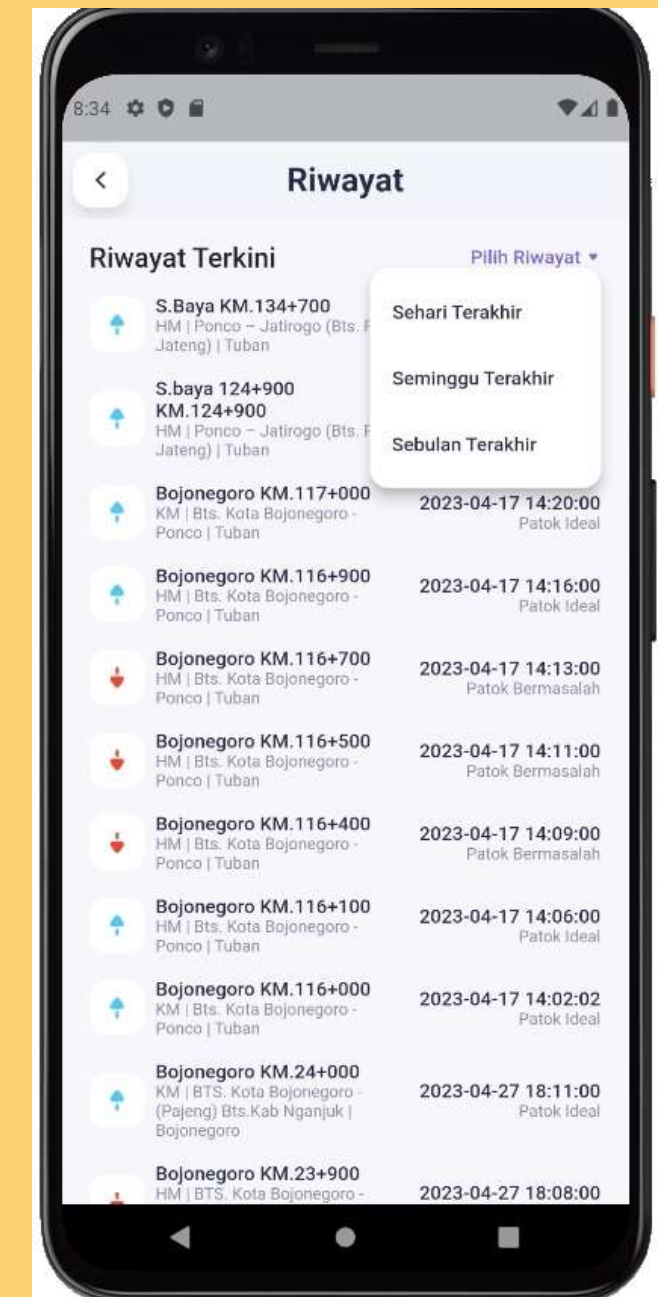 8:34
Riwayat
Riwayat Terkini
Pilih Riwayat
Sehari Terakhir
Seminggu Terakhir
Sebulan Terakhir
S.Baya KM.134+700
HM | Ponco – Jatirogo (Bts.
Jateng) | Tuban
S.baya 124+900
KM.124+900
HM | Ponco – Jatirogo (Bts.
Jateng) | Tuban
Bojonegoro KM.117+000
KM | Bts. Kota Bojonegoro -
Ponco | Tuban
2023-04-17 14:20:00
Patok Ideal
Bojonegoro KM.116+900
HM | Bts. Kota Bojonegoro -
Ponco | Tuban
2023-04-17 14:16:00
Patok Ideal
Bojonegoro KM.116+700
HM | Bts. Kota Bojonegoro -
Ponco | Tuban
2023-04-17 14:13:00
Patok Bermasalah
Bojonegoro KM.116+500
HM | Bts. Kota Bojonegoro -
Ponco | Tuban
2023-04-17 14:11:00
Patok Bermasalah
Bojonegoro KM.116+400
HM | Bts. Kota Bojonegoro -
Ponco | Tuban
2023-04-17 14:09:00
Patok Bermasalah
Bojonegoro KM.116+100
HM | Bts. Kota Bojonegoro -
Ponco | Tuban
2023-04-17 14:06:00
Patok Ideal
Bojonegoro KM.116+000
KM | Bts. Kota Bojonegoro -
Ponco | Tuban
2023-04-17 14:02:02
Patok Ideal
Bojonegoro KM.24+000
KM | BTS. Kota Bojonegoro -
(Pajeng) Bts.Kab Nganjuk |
Bojonegoro
2023-04-27 18:11:00
Patok Ideal
Bojonegoro KM.23+900
HM | BTS. Kota Bojonegoro -
2023-04-27 18:08:00